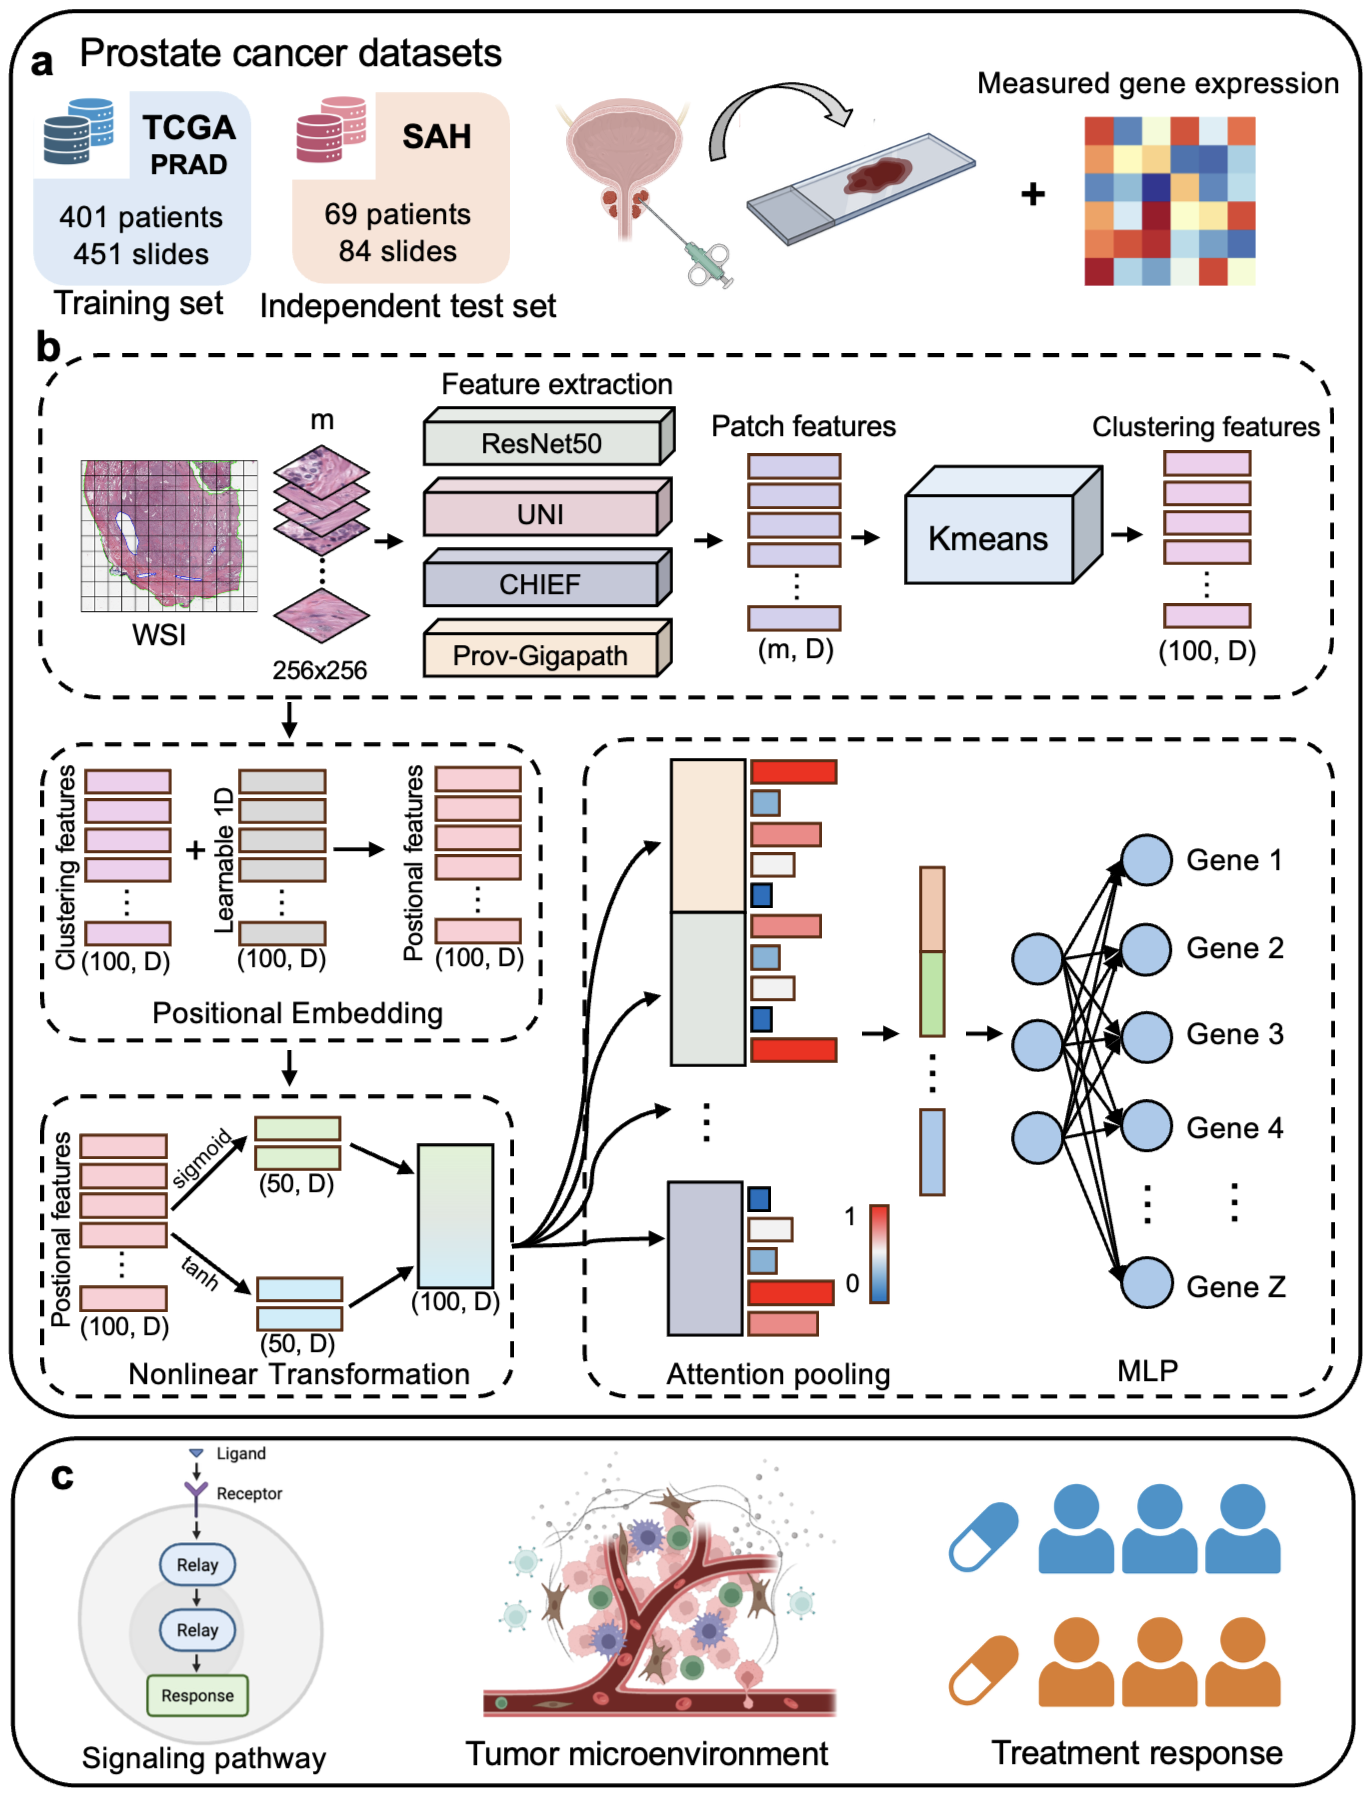 a
Prostate cancer datasets
TCGA
PRAD
401 patients
451 slides
Training set
SAH
69 patients
84 slides
Independent test set
Measured gene expression
+
b
Feature extraction
m
ResNet50
UNI
CHIEF
Prov-Gigapath
WSI
256x256
Patch features
(m, D)
Kmeans
Clustering features
(100, D)
Clustering features
(100, D)
+
Learnable 1D
(100, D)
Postional features
(100, D)
Positional Embedding
Postional features
(100, D)
sigmoid
(50, D)
tanh
(50, D)
(100, D)
Nonlinear Transformation
1
0
Attention pooling
Gene 1
Gene 2
Gene 3
Gene 4
Gene Z
MLP
c
Ligand
Receptor
Relay
Relay
Response
Signaling pathway
Tumor microenvironment
Treatment response